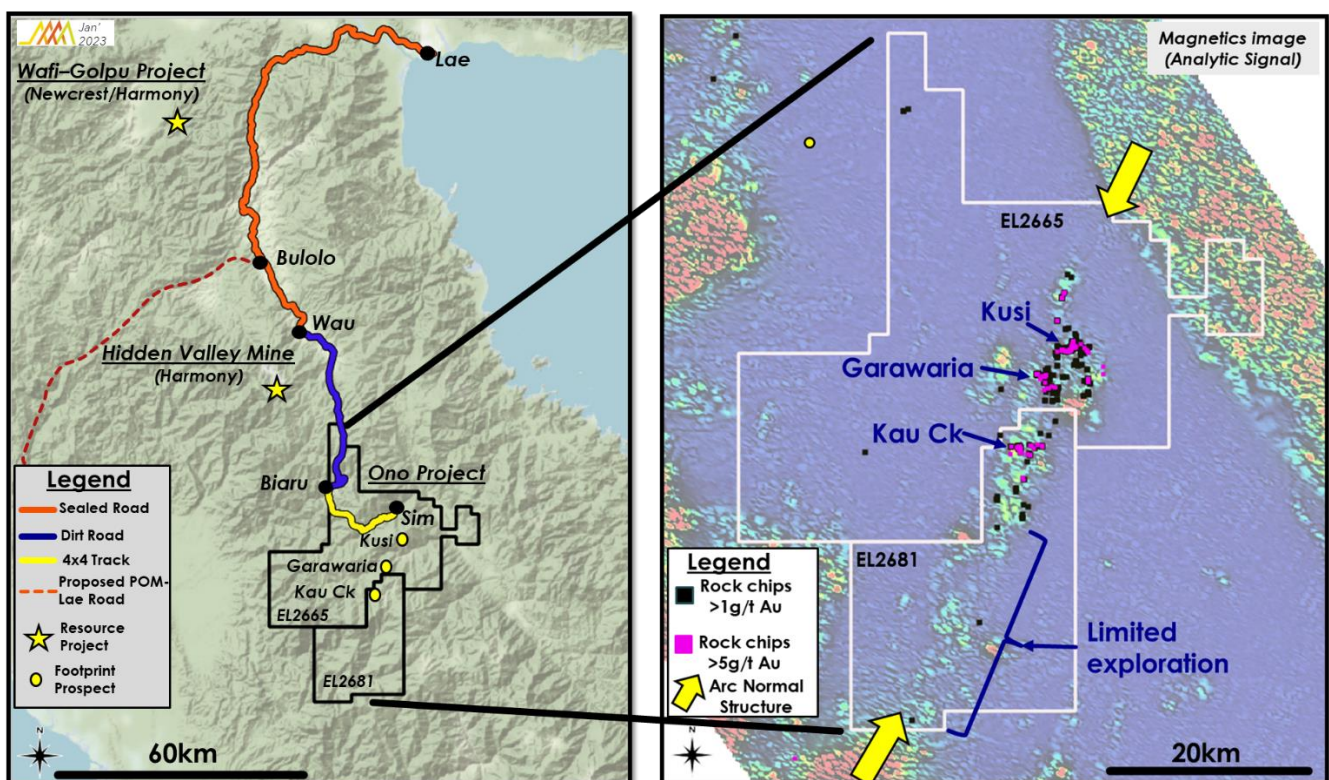 Jan'
2023
Lae
Wafi–Golpu Project
(Newcrest/Harmony)
Bulolo
Wau
Hidden Valley Mine
(Harmony)
Ono Project
Biaru
Sim
Kusi
Garawaria
Kau Ck
EL2665
EL2681
Legend
Sealed Road
Dirt Road
4x4 Track
Proposed POM-
Lae Road
Resource
Project
Footprint
Prospect
60km
Magnetics image
(Analytic Signal)
EL2665
Kusi
Garawaria
Kau Ck
EL2681
Limited
exploration
Legend
Rock chips
>1g/t Au
Rock chips
>5g/t Au
Arc Normal
Structure
20km